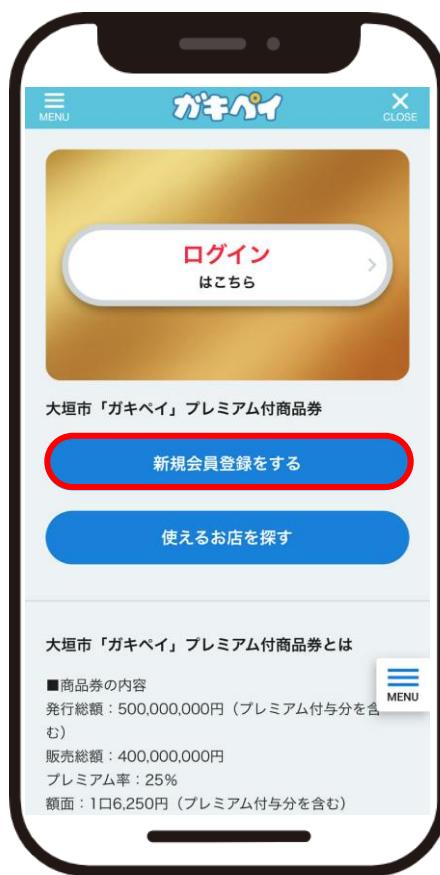 MENU
ガキペイ
CLOSE
ログイン
はこちら
大垣市「ガキペイ」プレミアム付商品券
新規会員登録をする
使えるお店を探す
大垣市「ガキペイ」プレミアム付商品券とは
■商品券の内容
発行総額：500,000,000円（プレミアム付与分を含
む）
販売総額：400,000,000円
プレミアム率：25%
額面：1口6,250円（プレミアム付与分を含む）
MENU